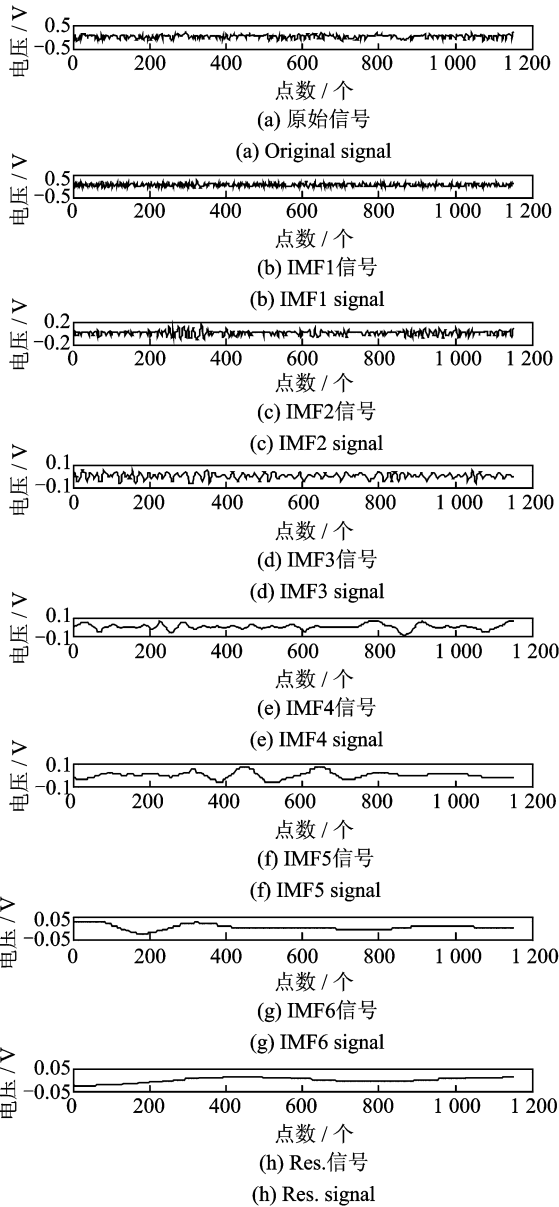 电压 / V
0.5
−0.5
0 200 400 600 800 1 000 1 200
点数 / 个
(a) 原始信号
(a) Original signal
电压 / V
0.5
−0.5
0 200 400 600 800 1 000 1 200
点数 / 个
(b) IMF1信号
(b) IMF1 signal
电压 / V
0.2
−0.2
0 200 400 600 800 1 000 1 200
点数 / 个
(c) IMF2信号
(c) IMF2 signal
电压 / V
0.1
−0.1
0 200 400 600 800 1 000 1 200
点数 / 个
(d) IMF3信号
(d) IMF3 signal
电压 / V
0.1
−0.1
0 200 400 600 800 1 000 1 200
点数 / 个
(e) IMF4信号
(e) IMF4 signal
电压 / V
0.1
−0.1
0 200 400 600 800 1 000 1 200
点数 / 个
(f) IMF5信号
(f) IMF5 signal
电压 / V
0.05
−0.05
0 200 400 600 800 1 000 1 200
点数 / 个
(g) IMF6信号
(g) IMF6 signal
电压 / V
0.05
−0.05
0 200 400 600 800 1 000 1 200
点数 / 个
(h) Res.信号
(h) Res. signal